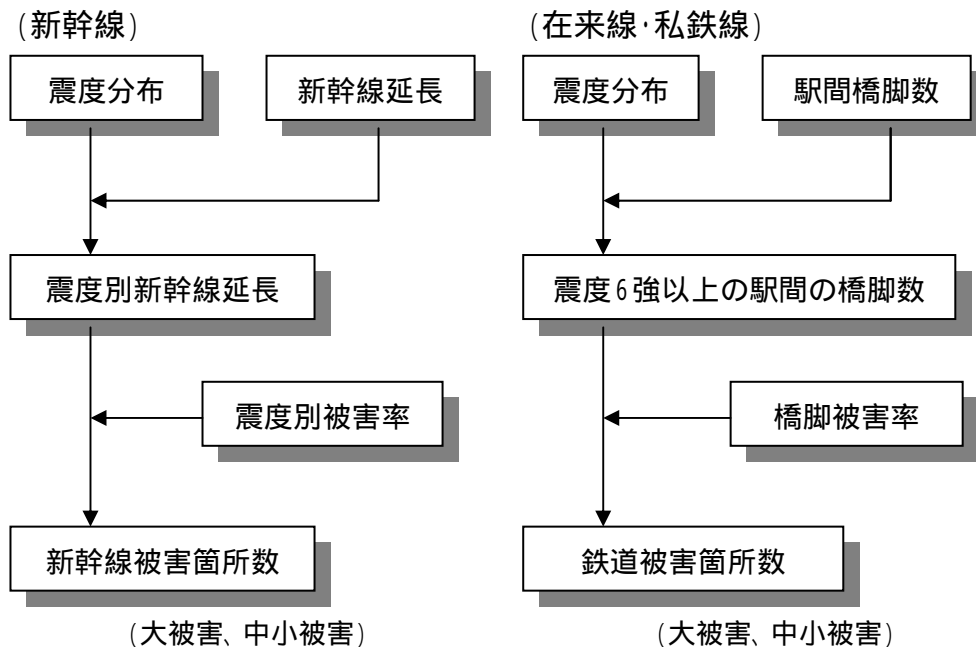 (新幹線)
震度分布
新幹線延長
震度別新幹線延長
震度別被害率
新幹線被害箇所数
(大被害、中小被害)
(在来線・私鉄線)
震度分布
駅間橋脚数
震度6強以上の駅間の橋脚数
橋脚被害率
鉄道被害箇所数
(大被害、中小被害)